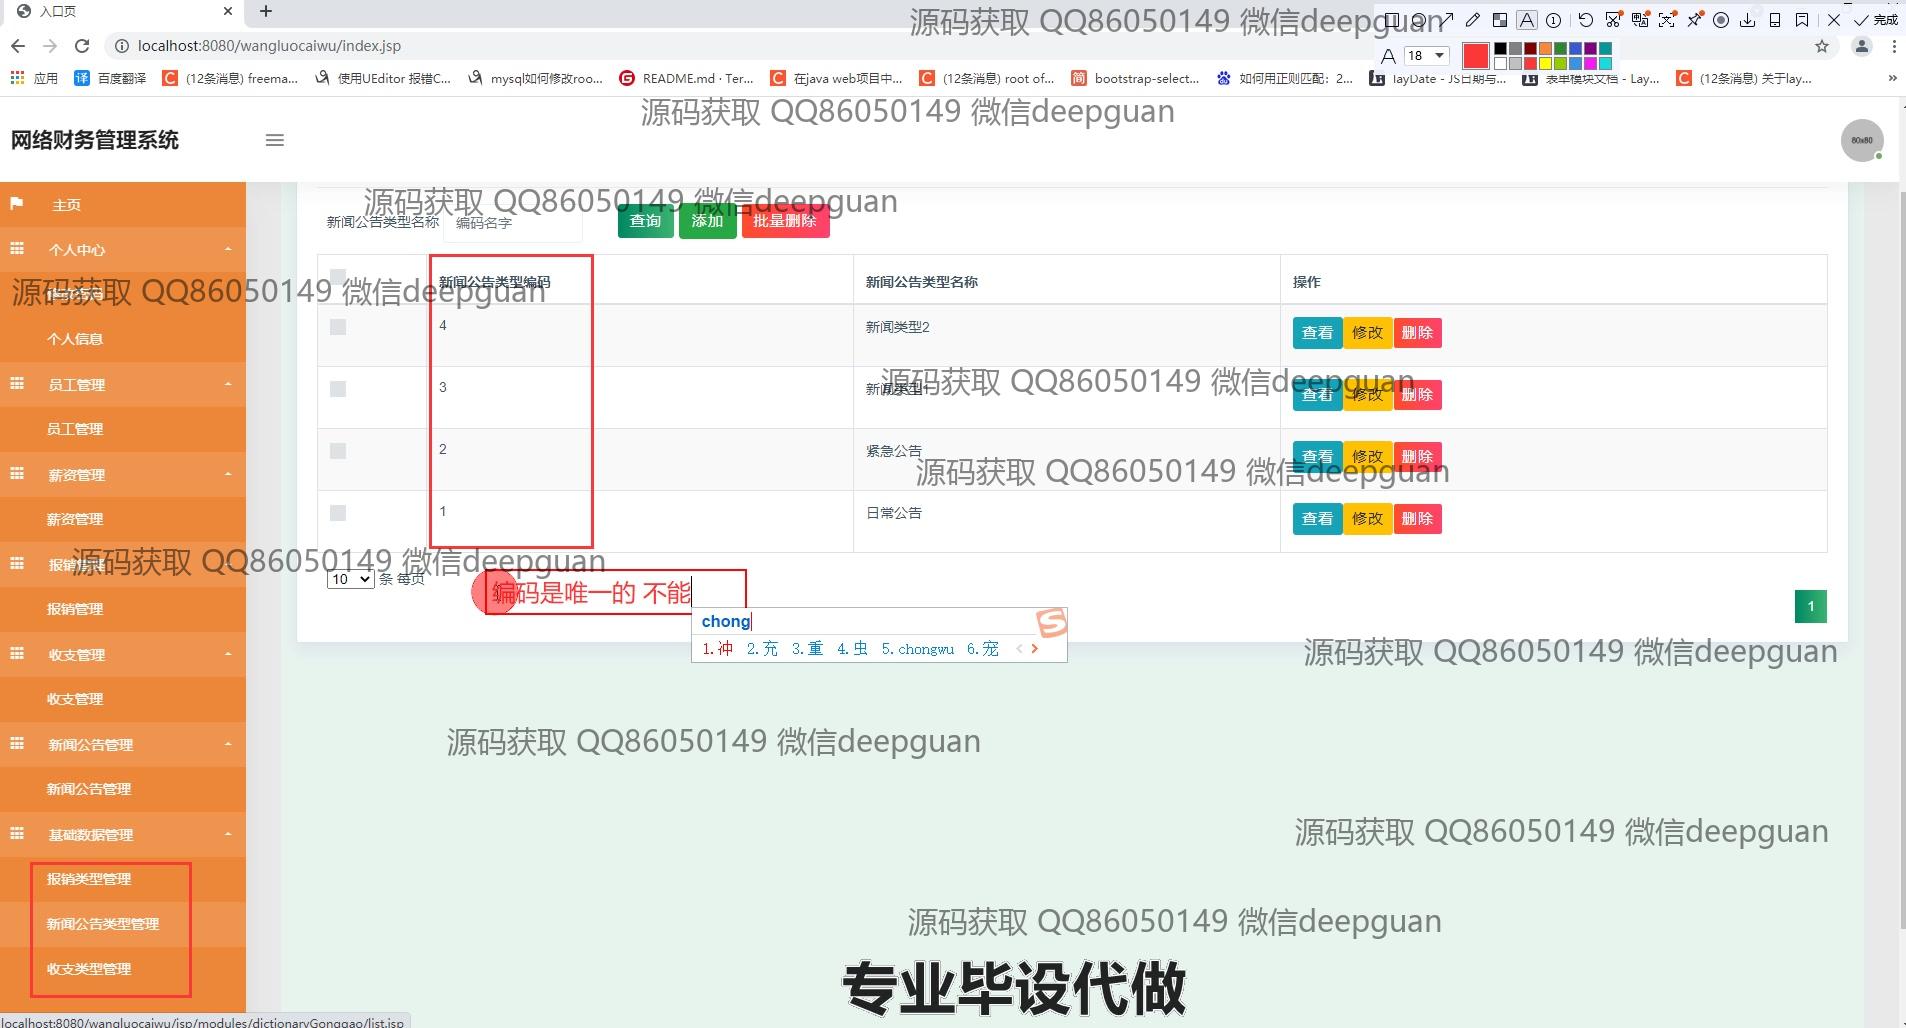 入口页
源码获取 QQ86050149 微信deepguan
完成
localhost:8080/wangluocaiwu/index.jsp
18
应用 百度翻译 (12条消息) freema... 使用UEditor 报错C... mysql如何修改roo... README.md · Ter... 在java web项目中... (12条消息) root of... bootstrap-select... 如何用正则匹配；2... layDate - JS日期与... 表单模块文档 - Lay... (12条消息) 关于lay...
源码获取 QQ86050149 微信deepguan
网络财务管理系统
80x80
源码获取 QQ86050149 微信deepguan
主页
新闻公告类型名称 编码名字 查询 添加 批量删除
个人中心
新闻公告类型编码 新闻公告类型名称 操作
源码获取 QQ86050149 微信deepguan
4 新闻类型2 查看 修改 删除
个人信息
源码获取 QQ86050149 微信deepguan
员工管理
3 新闻类型1 查看 修改 删除
员工管理
2 紧急公告 查看 修改 删除
源码获取 QQ86050149 微信deepguan
薪资管理
1 日常公告 查看 修改 删除
薪资管理
源码获取 QQ86050149 微信deepguan
报销管理
10 条 每页
编码是唯一的 不能
1
报销管理
chong
1.冲 2.充 3.重 4.虫 5.chongwu 6.宠
收支管理
源码获取 QQ86050149 微信deepguan
收支管理
新闻公告管理
源码获取 QQ86050149 微信deepguan
新闻公告管理
基础数据管理
源码获取 QQ86050149 微信deepguan
报销类型管理
新闻公告类型管理
源码获取 QQ86050149 微信deepguan
收支类型管理
专业毕设代做
localhost:8080/wangluocaiwu/jsp/modules/dictionaryGonggao/list.jsp